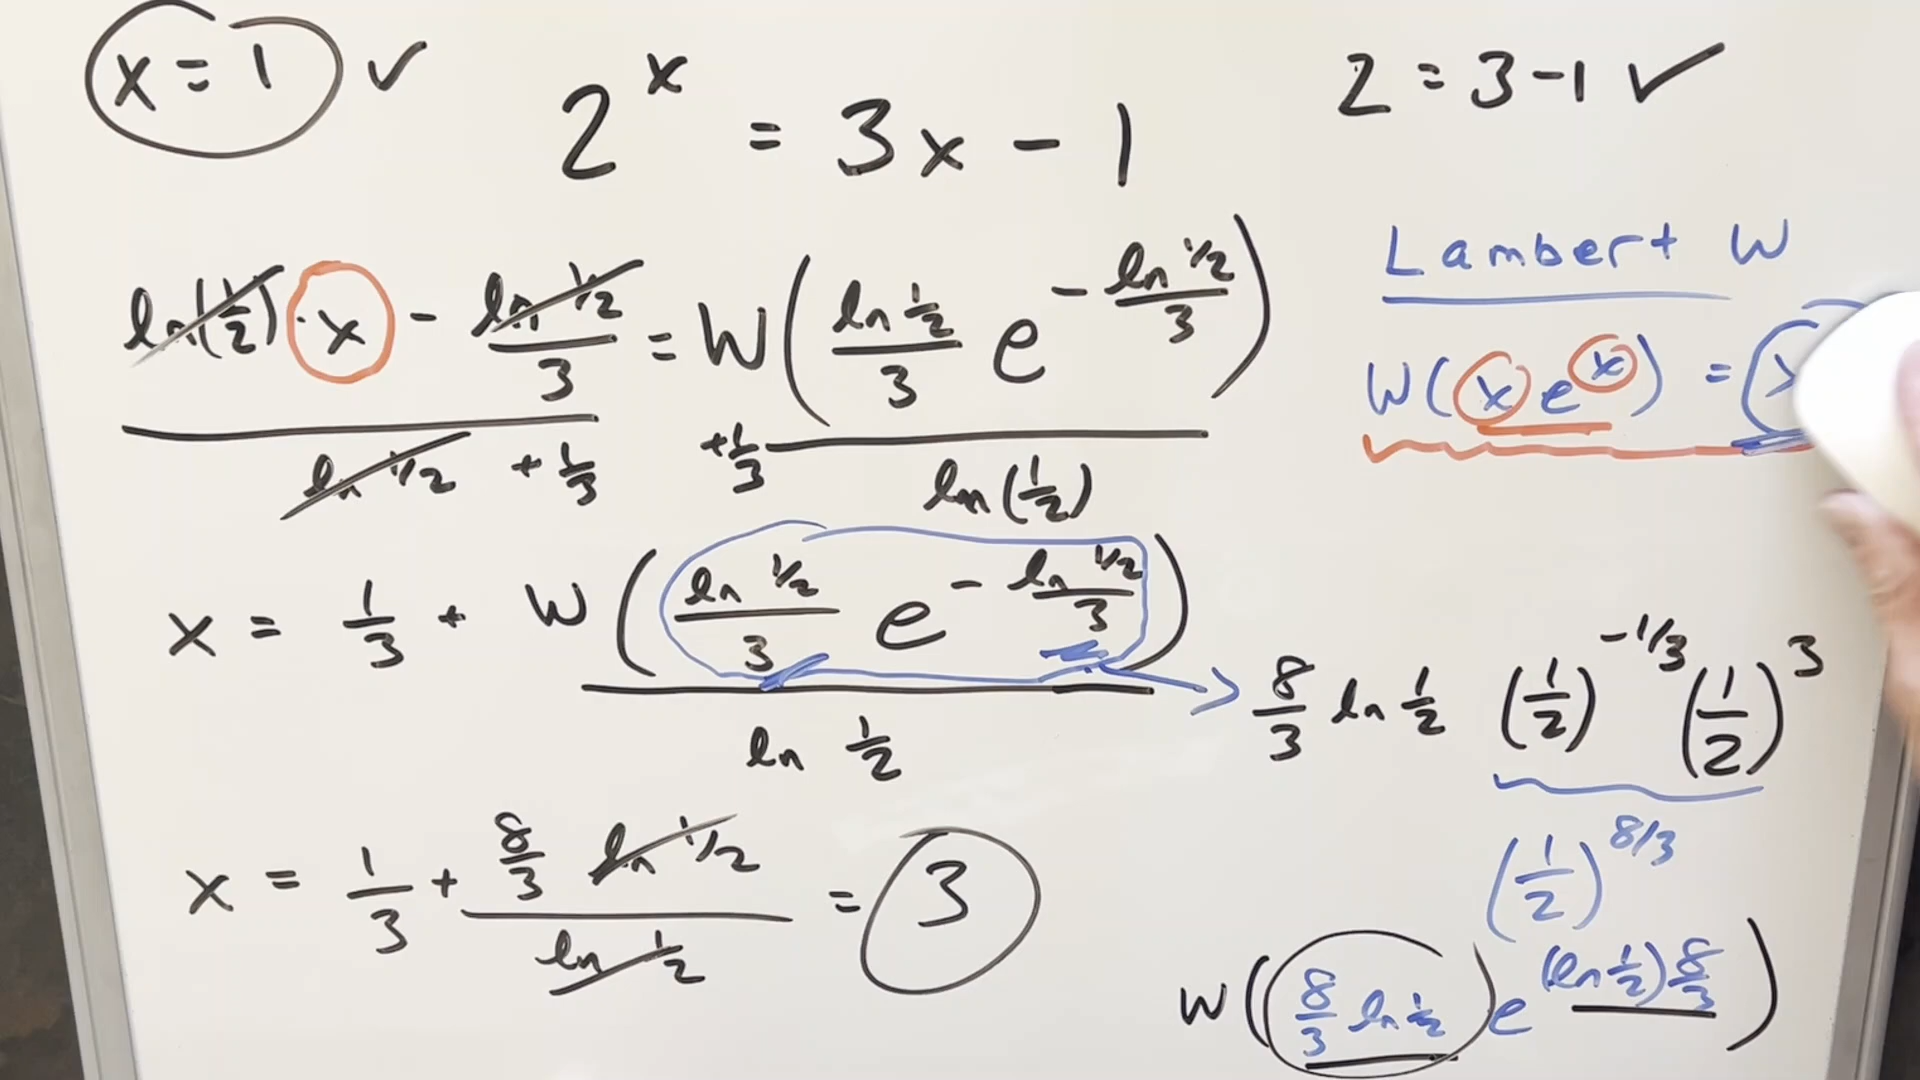 x = 1 ✓
2^x = 3x - 1
2 = 3 - 1 ✓
Lambert W
W(x e^x) =
(ln(1/2) · x - (ln 1/2)/3) / (ln 1/2) + 1/3 = +1/3 W((ln 1/2)/3 e^(-(ln 1/2)/3)) / ln(1/2)
x = 1/3 + W((ln 1/2)/3 e^(-(ln 1/2)/3)) / (ln 1/2)
→ 8/3 ln 1/2 (1/2)^(-1/3) (1/2)^3
(1/2)^(8/3)
x = 1/3 + (8/3 ln 1/2) / (ln 1/2) = 3
W((8/3 ln 1/2) e^((ln 1/2) 8/3))